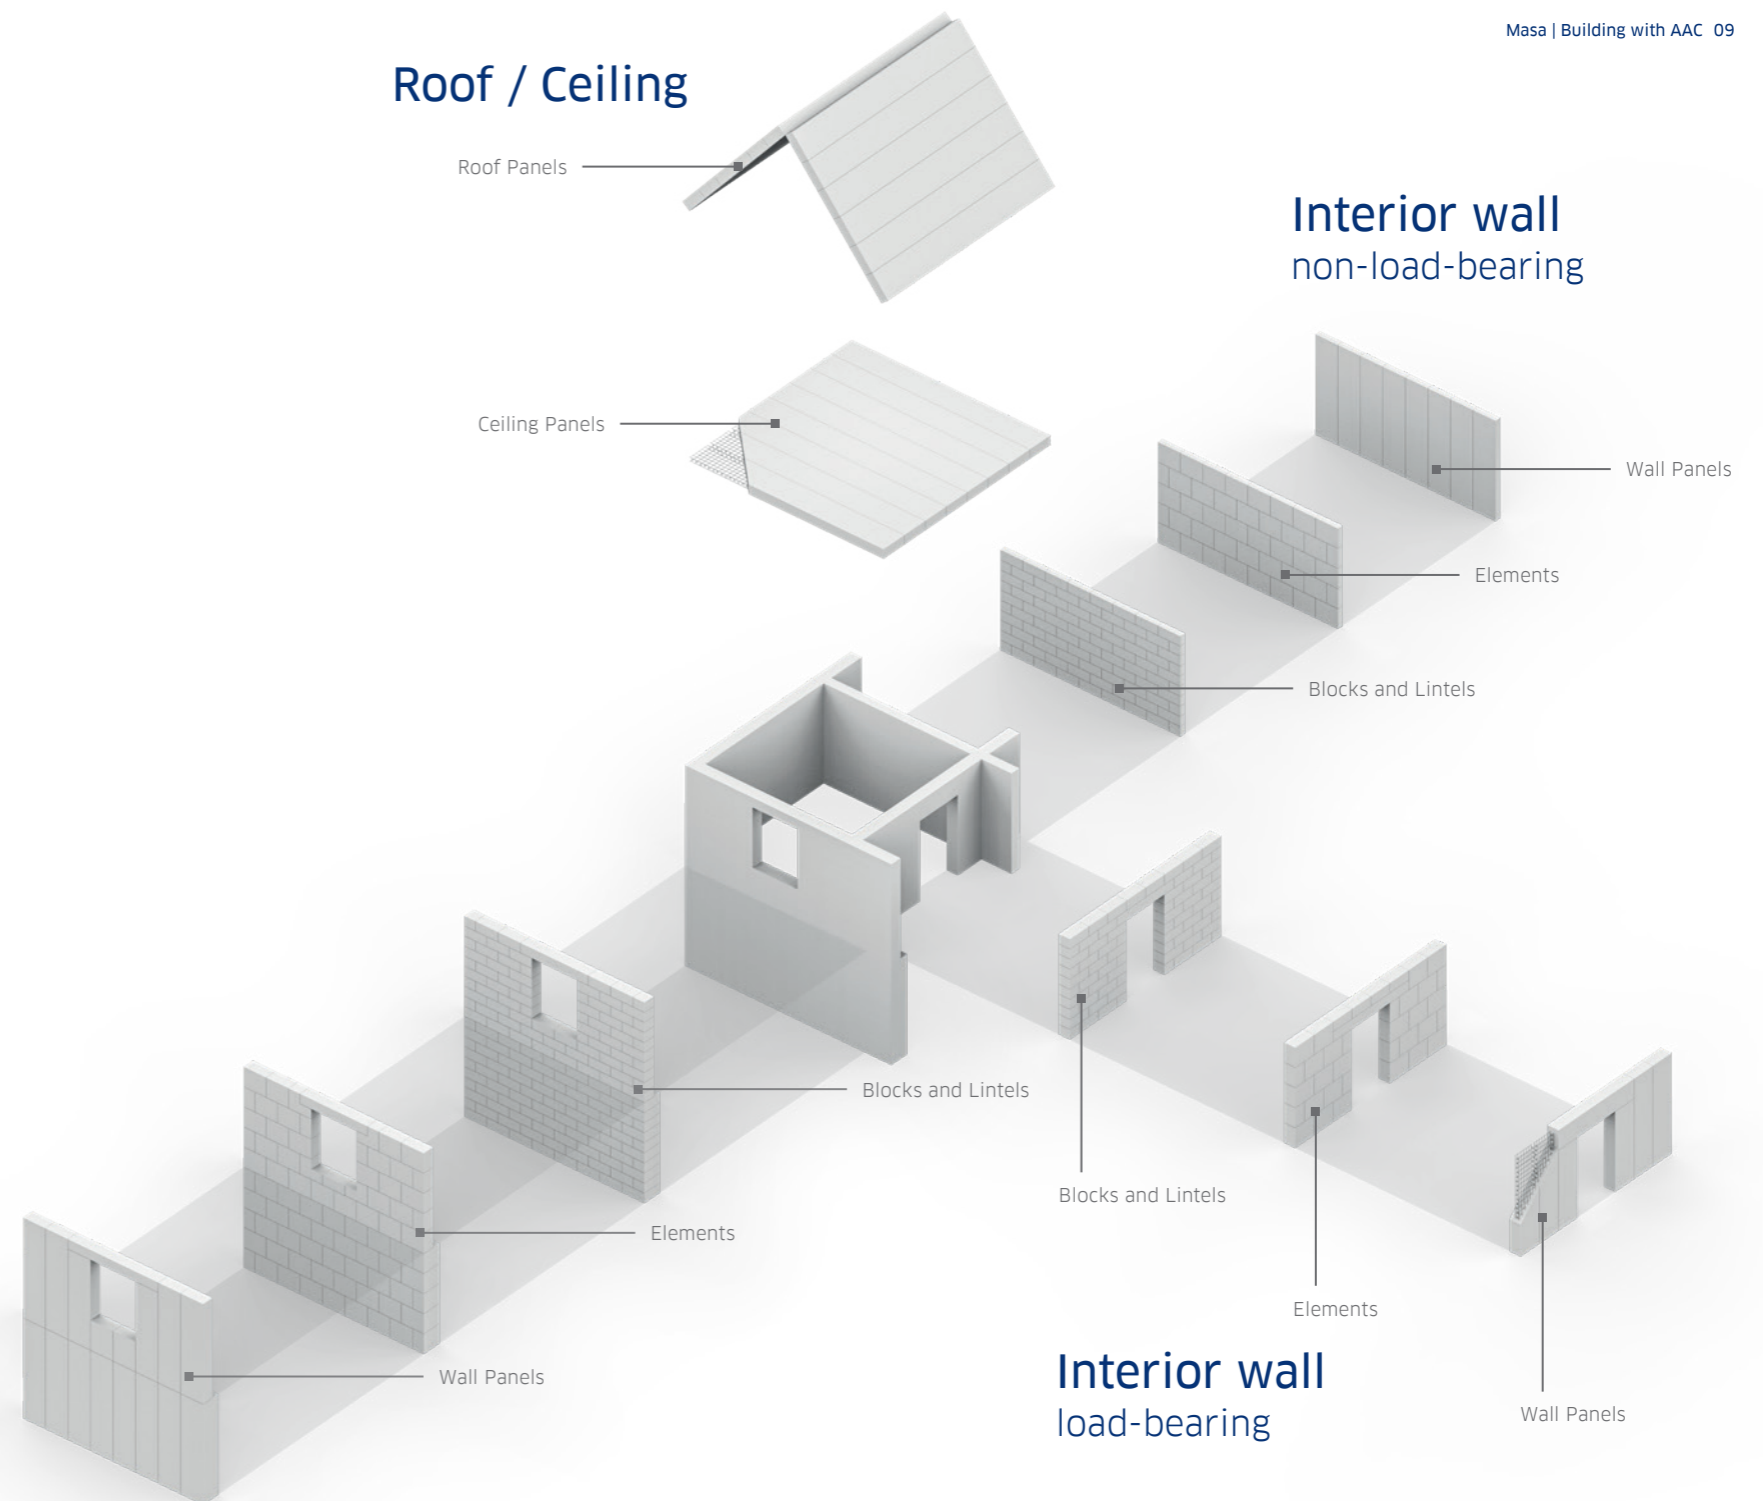 Masa | Building with AAC 09
Roof / Ceiling
Roof Panels
Interior wall
non-load-bearing
Ceiling Panels
Wall Panels
Elements
Blocks and Lintels
Blocks and Lintels
Blocks and Lintels
Elements
Elements
Wall Panels
Interior wall
load-bearing
Wall Panels